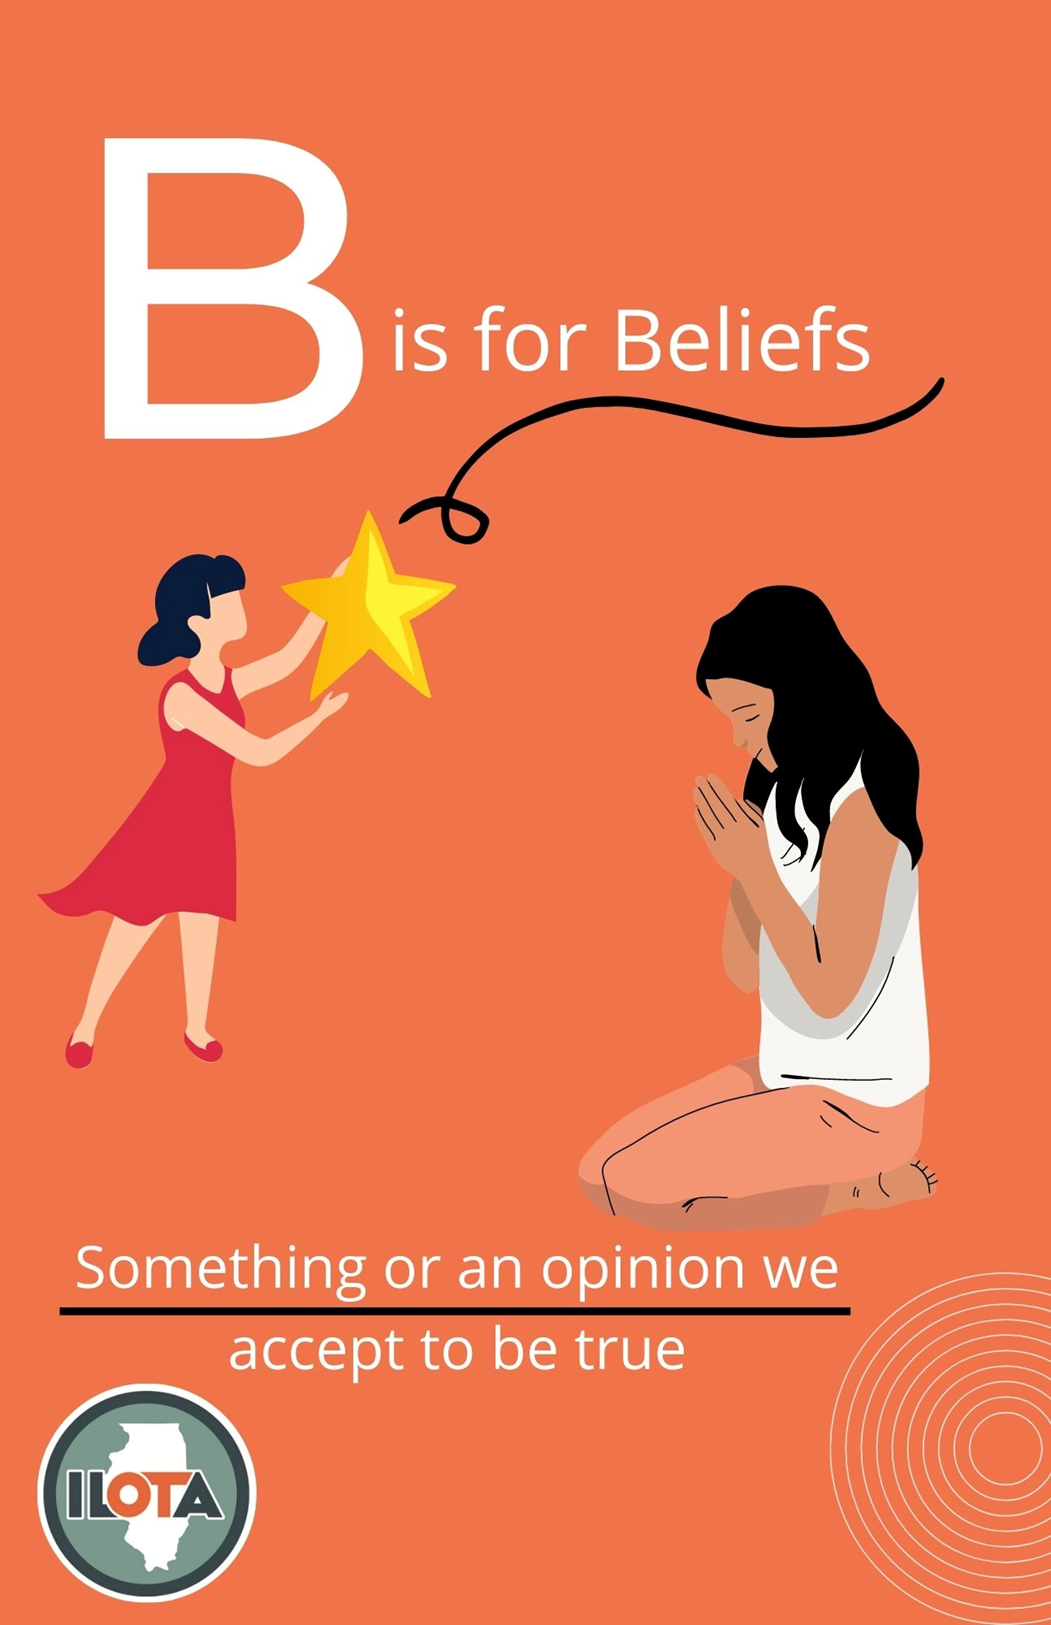 B is for Beliefs
Something or an opinion we
accept to be true
ILOTA